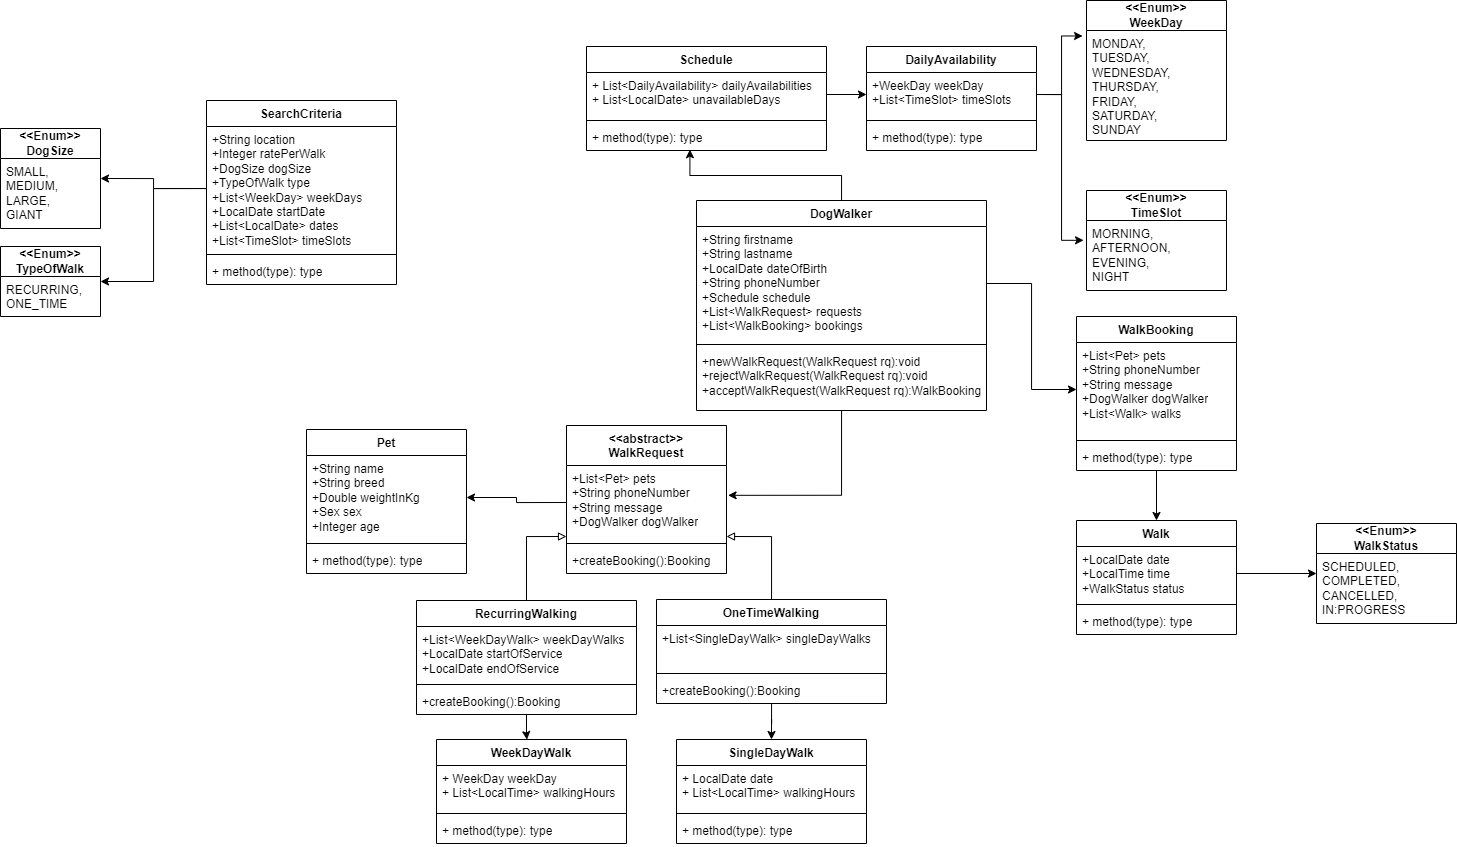 <<Enum>>
WeekDay
MONDAY,
TUESDAY,
WEDNESDAY,
THURSDAY,
FRIDAY,
SATURDAY,
SUNDAY
Schedule
+ List<DailyAvailability> dailyAvailabilities
+ List<LocalDate> unavailableDays
+ method(type): type
DailyAvailability
+WeekDay weekDay
+List<TimeSlot> timeSlots
+ method(type): type
SearchCriteria
+String location
+Integer ratePerWalk
+DogSize dogSize
+TypeOfWalk type
+List<WeekDay> weekDays
+LocalDate startDate
+List<LocalDate> dates
+List<TimeSlot> timeSlots
+ method(type): type
<<Enum>>
DogSize
SMALL,
MEDIUM,
LARGE,
GIANT
<<Enum>>
TypeOfWalk
RECURRING,
ONE_TIME
<<Enum>>
TimeSlot
MORNING,
AFTERNOON,
EVENING,
NIGHT
DogWalker
+String firstname
+String lastname
+LocalDate dateOfBirth
+String phoneNumber
+Schedule schedule
+List<WalkRequest> requests
+List<WalkBooking> bookings
+newWalkRequest(WalkRequest rq):void
+rejectWalkRequest(WalkRequest rq):void
+acceptWalkRequest(WalkRequest rq):WalkBooking
WalkBooking
+List<Pet> pets
+String phoneNumber
+String message
+DogWalker dogWalker
+List<Walk> walks
+ method(type): type
Pet
+String name
+String breed
+Double weightInKg
+Sex sex
+Integer age
+ method(type): type
<<abstract>>
WalkRequest
+List<Pet> pets
+String phoneNumber
+String message
+DogWalker dogWalker
+createBooking():Booking
Walk
+LocalDate date
+LocalTime time
+WalkStatus status
+ method(type): type
<<Enum>>
WalkStatus
SCHEDULED,
COMPLETED,
CANCELLED,
IN:PROGRESS
RecurringWalking
+List<WeekDayWalk> weekDayWalks
+LocalDate startOfService
+LocalDate endOfService
+createBooking():Booking
OneTimeWalking
+List<SingleDayWalk> singleDayWalks
+createBooking():Booking
WeekDayWalk
+ WeekDay weekDay
+ List<LocalTime> walkingHours
+ method(type): type
SingleDayWalk
+ LocalDate date
+ List<LocalTime> walkingHours
+ method(type): type